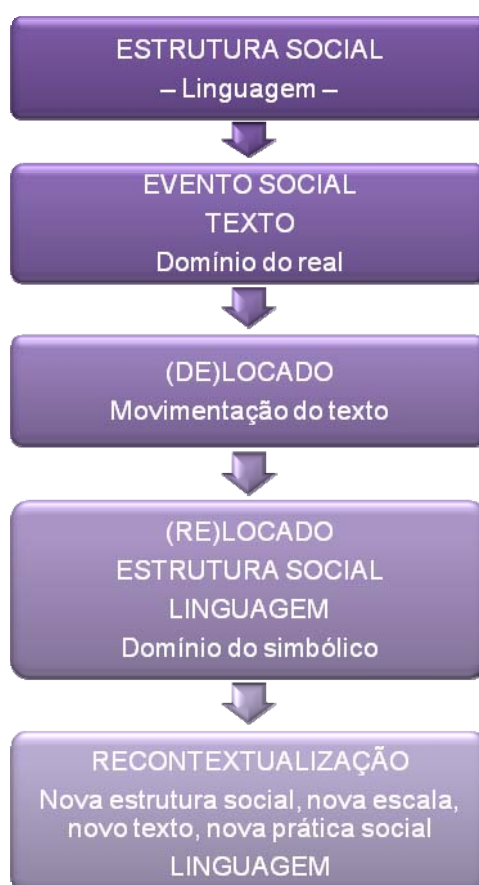 ESTRUTURA SOCIAL
– Linguagem –
EVENTO SOCIAL
TEXTO
Domínio do real
(DE)LOCADO
Movimentação do texto
(RE)LOCADO
ESTRUTURA SOCIAL
LINGUAGEM
Domínio do simbólico
RECONTEXTUALIZAÇÃO
Nova estrutura social, nova escala,
novo texto, nova prática social
LINGUAGEM